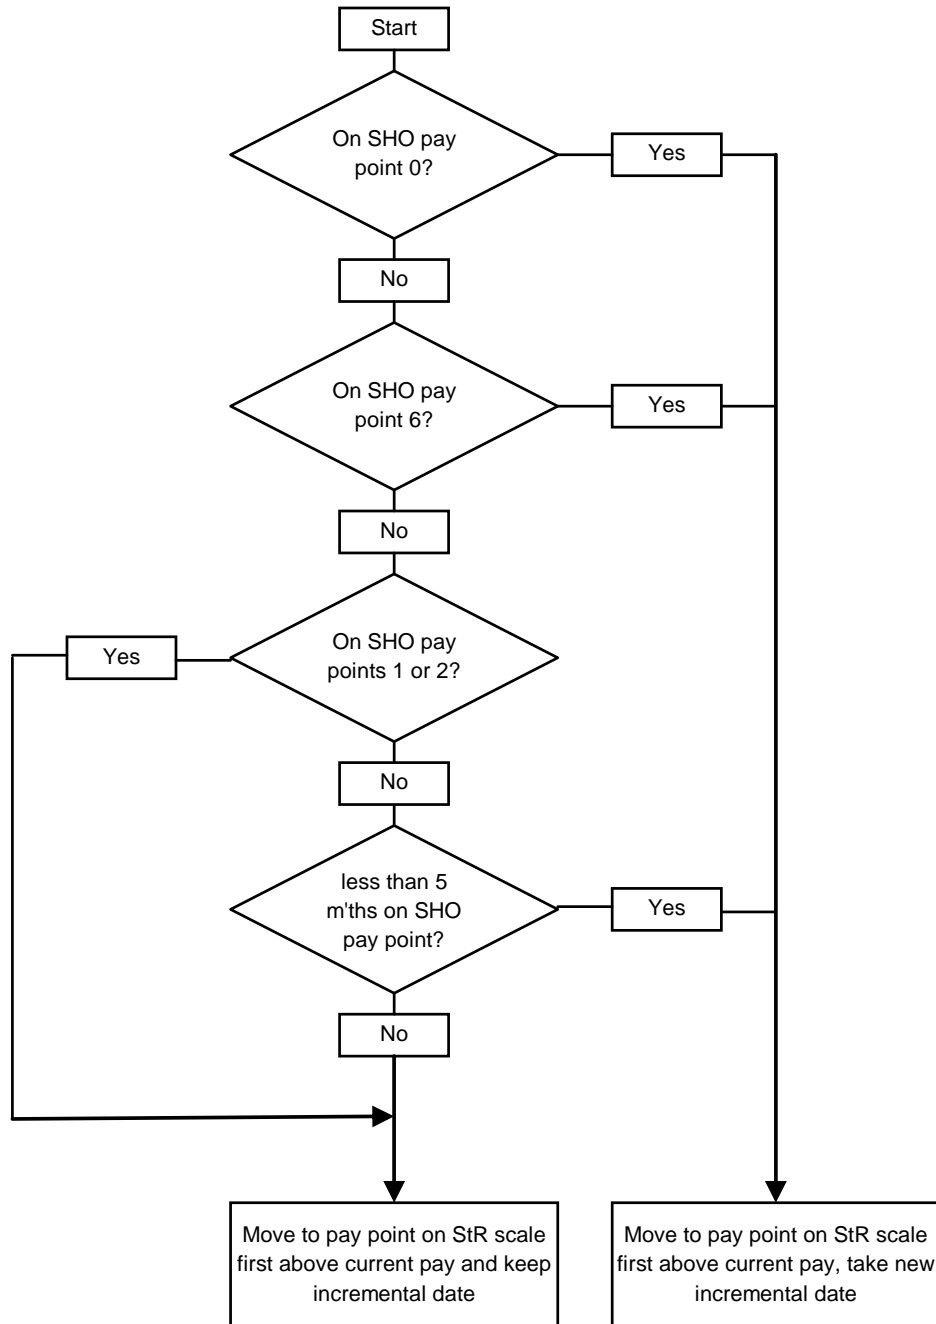 Start
On SHO pay
point 0?
Yes
No
On SHO pay
point 6?
Yes
No
On SHO pay
points 1 or 2?
Yes
No
less than 5
m'ths on SHO
pay point?
Yes
No
Move to pay point on StR scale
first above current pay and keep
incremental date
Move to pay point on StR scale
first above current pay, take new
incremental date